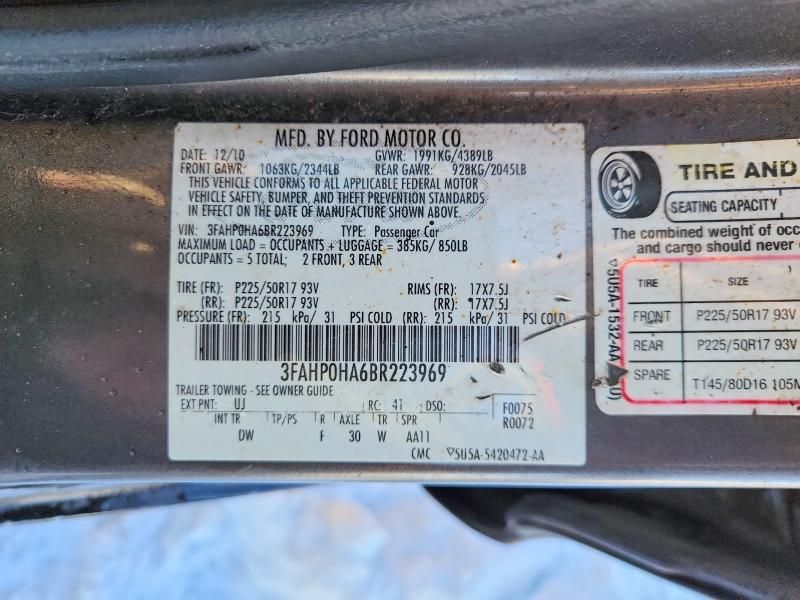 MFD. BY FORD MOTOR CO.
DATE: 12/10 GVWR: 1991KG/4389LB
FRONT GAWR: 1063KG/2344LB REAR GAWR: 928KG/2045LB
THIS VEHICLE CONFORMS TO ALL APPLICABLE FEDERAL MOTOR
VEHICLE SAFETY, BUMPER, AND THEFT PREVENTION STANDARDS
IN EFFECT ON THE DATE OF MANUFACTURE SHOWN ABOVE.
VIN: 3FAHP0HA6BR223969 TYPE: Passenger Car
MAXIMUM LOAD = OCCUPANTS + LUGGAGE = 385KG/ 850LB
OCCUPANTS = 5 TOTAL; 2 FRONT, 3 REAR
TIRE (FR): P225/50R17 93V RIMS (FR): 17X7.5J
(RR): P225/50R17 93V (RR): 17X7.5J
PRESSURE (FR): 215 kPa/ 31 PSI COLD (RR): 215 kPa/ 31 PSI COLD
3FAHP0HA6BR223969
TRAILER TOWING - SEE OWNER GUIDE
EXT PNT: UJ RC: 41 DSO: F0075
INT TR TP/PS R AXLE TR SPR R0072
DW F 30 W AA11
CMC 5U5A-5420472-AA
TIRE AND
SEATING CAPACITY
The combined weight of occ
and cargo should never
5U5A-1532-AA
TIRE SIZE
FRONT P225/50R17 93V
REAR P225/50R17 93V
SPARE T145/80D16 105M